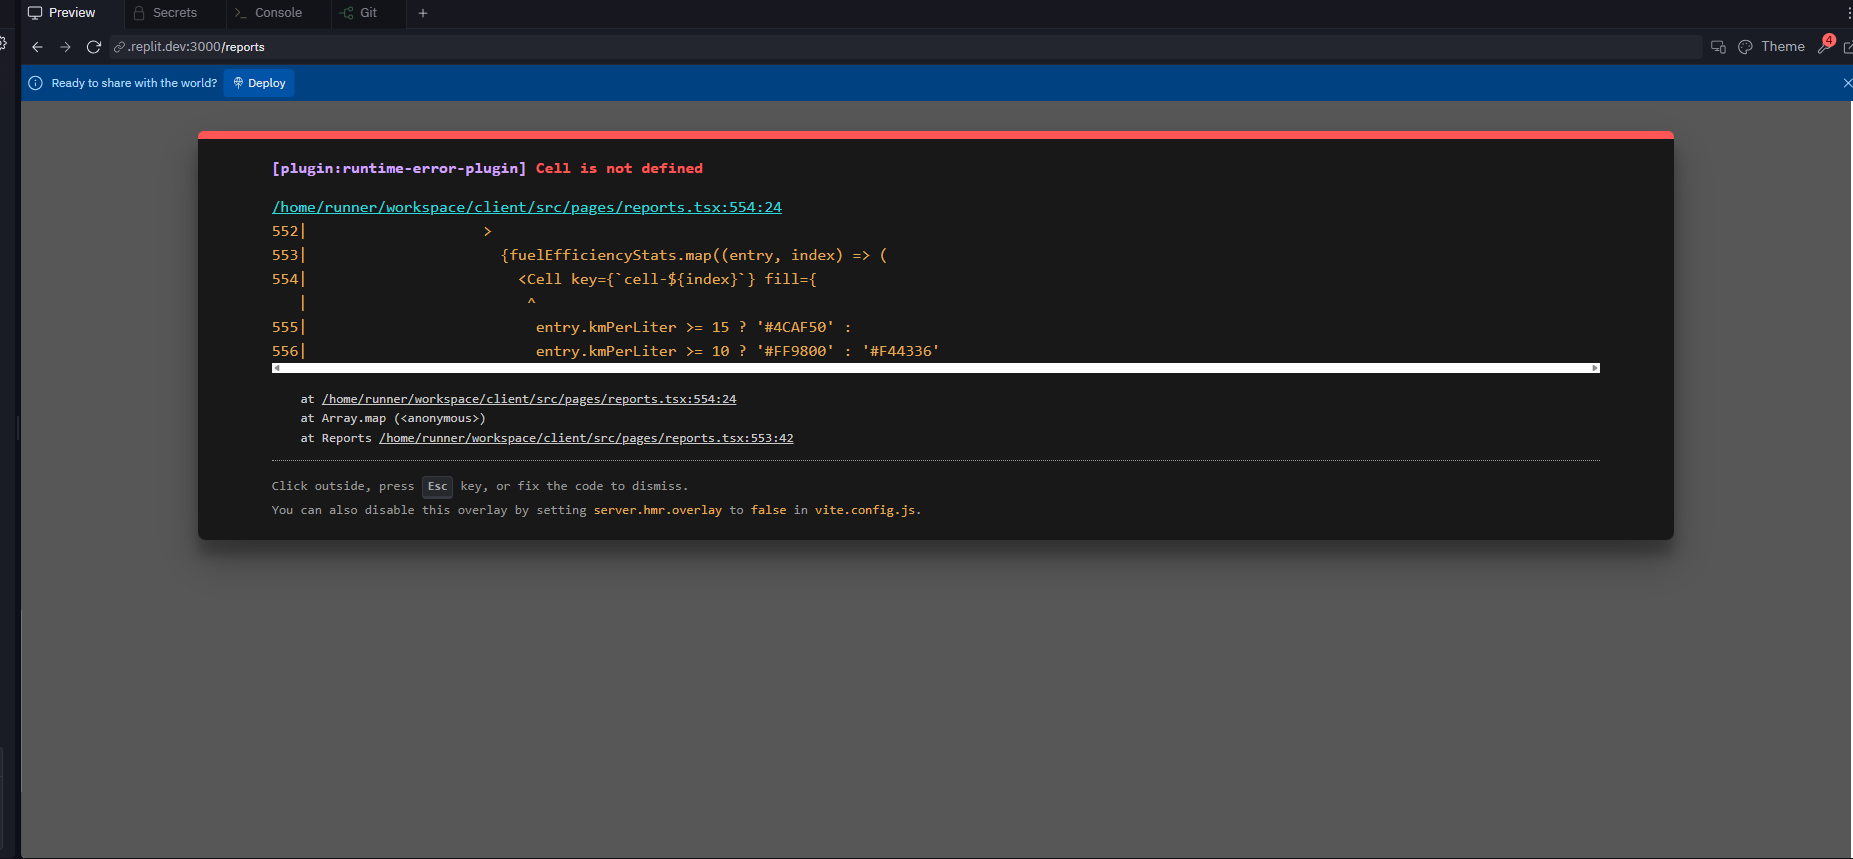 Preview Secrets Console Git
.replit.dev:3000/reports Theme 4
Ready to share with the world? Deploy
[plugin:runtime-error-plugin] Cell is not defined
/home/runner/workspace/client/src/pages/reports.tsx:554:24
552| >
553| {fuelEfficiencyStats.map((entry, index) => (
554| <Cell key={`cell-${index}`} fill={
| ^
555| entry.kmPerLiter >= 15 ? '#4CAF50' :
556| entry.kmPerLiter >= 10 ? '#FF9800' : '#F44336'
at /home/runner/workspace/client/src/pages/reports.tsx:554:24
at Array.map (<anonymous>)
at Reports /home/runner/workspace/client/src/pages/reports.tsx:553:42
Click outside, press Esc key, or fix the code to dismiss.
You can also disable this overlay by setting server.hmr.overlay to false in vite.config.js.